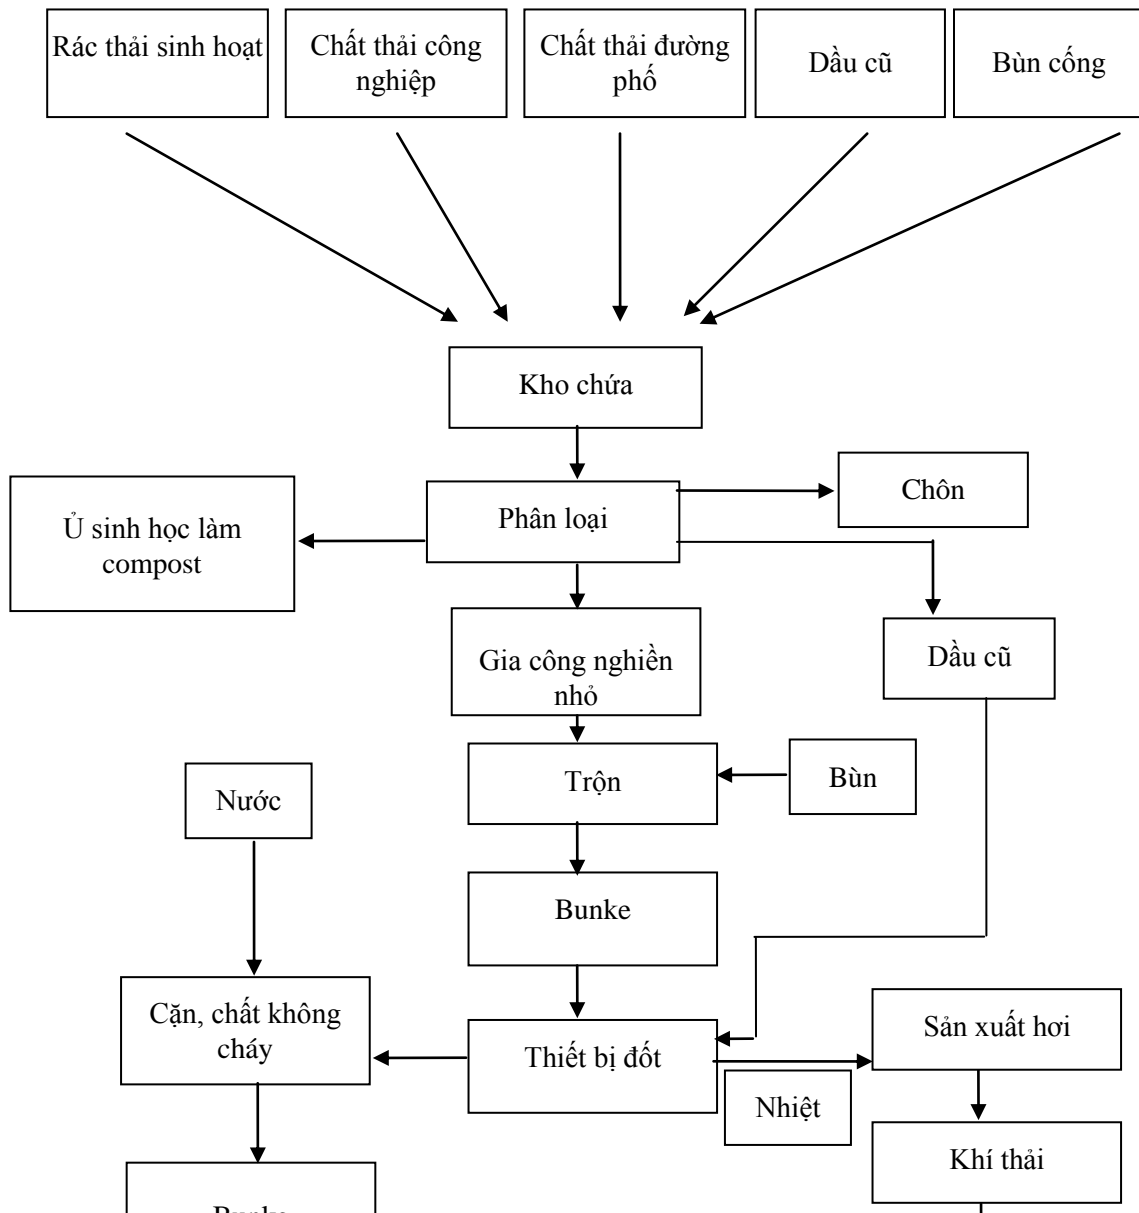 Rác thải sinh hoạt
Chất thải công
nghiệp
Chất thải đường
phố
Dầu cũ
Bùn cống
Kho chứa
Phân loại
Chôn
Ủ sinh học làm
compost
Gia công nghiền
nhỏ
Dầu cũ
Trộn
Bùn
Nước
Bunke
Cặn, chất không
cháy
Thiết bị đốt
Sản xuất hơi
Nhiệt
Khí thải